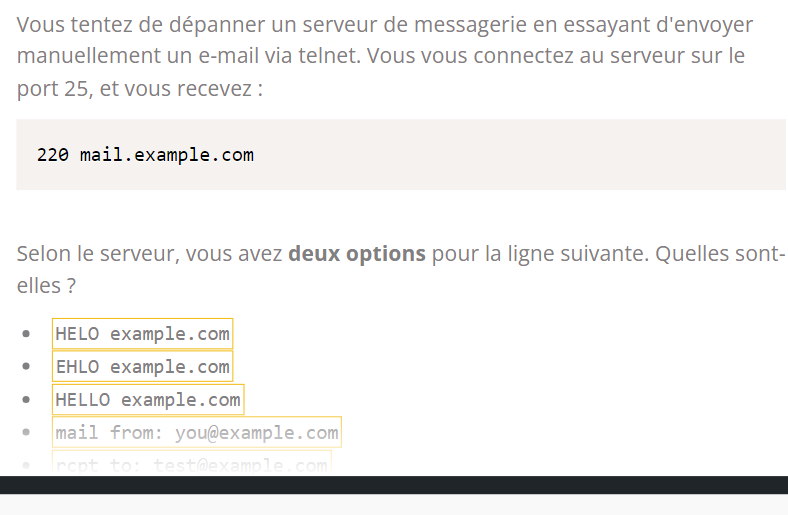 Vous tentez de dépanner un serveur de messagerie en essayant d'envoyer
manuellement un e-mail via telnet. Vous vous connectez au serveur sur le
port 25, et vous recevez :
220 mail.example.com
Selon le serveur, vous avez deux options pour la ligne suivante. Quelles sont-
elles ?
• HELO example.com
• EHLO example.com
• HELLO example.com
• mail from: you@example.com
• rcpt to: test@example.com